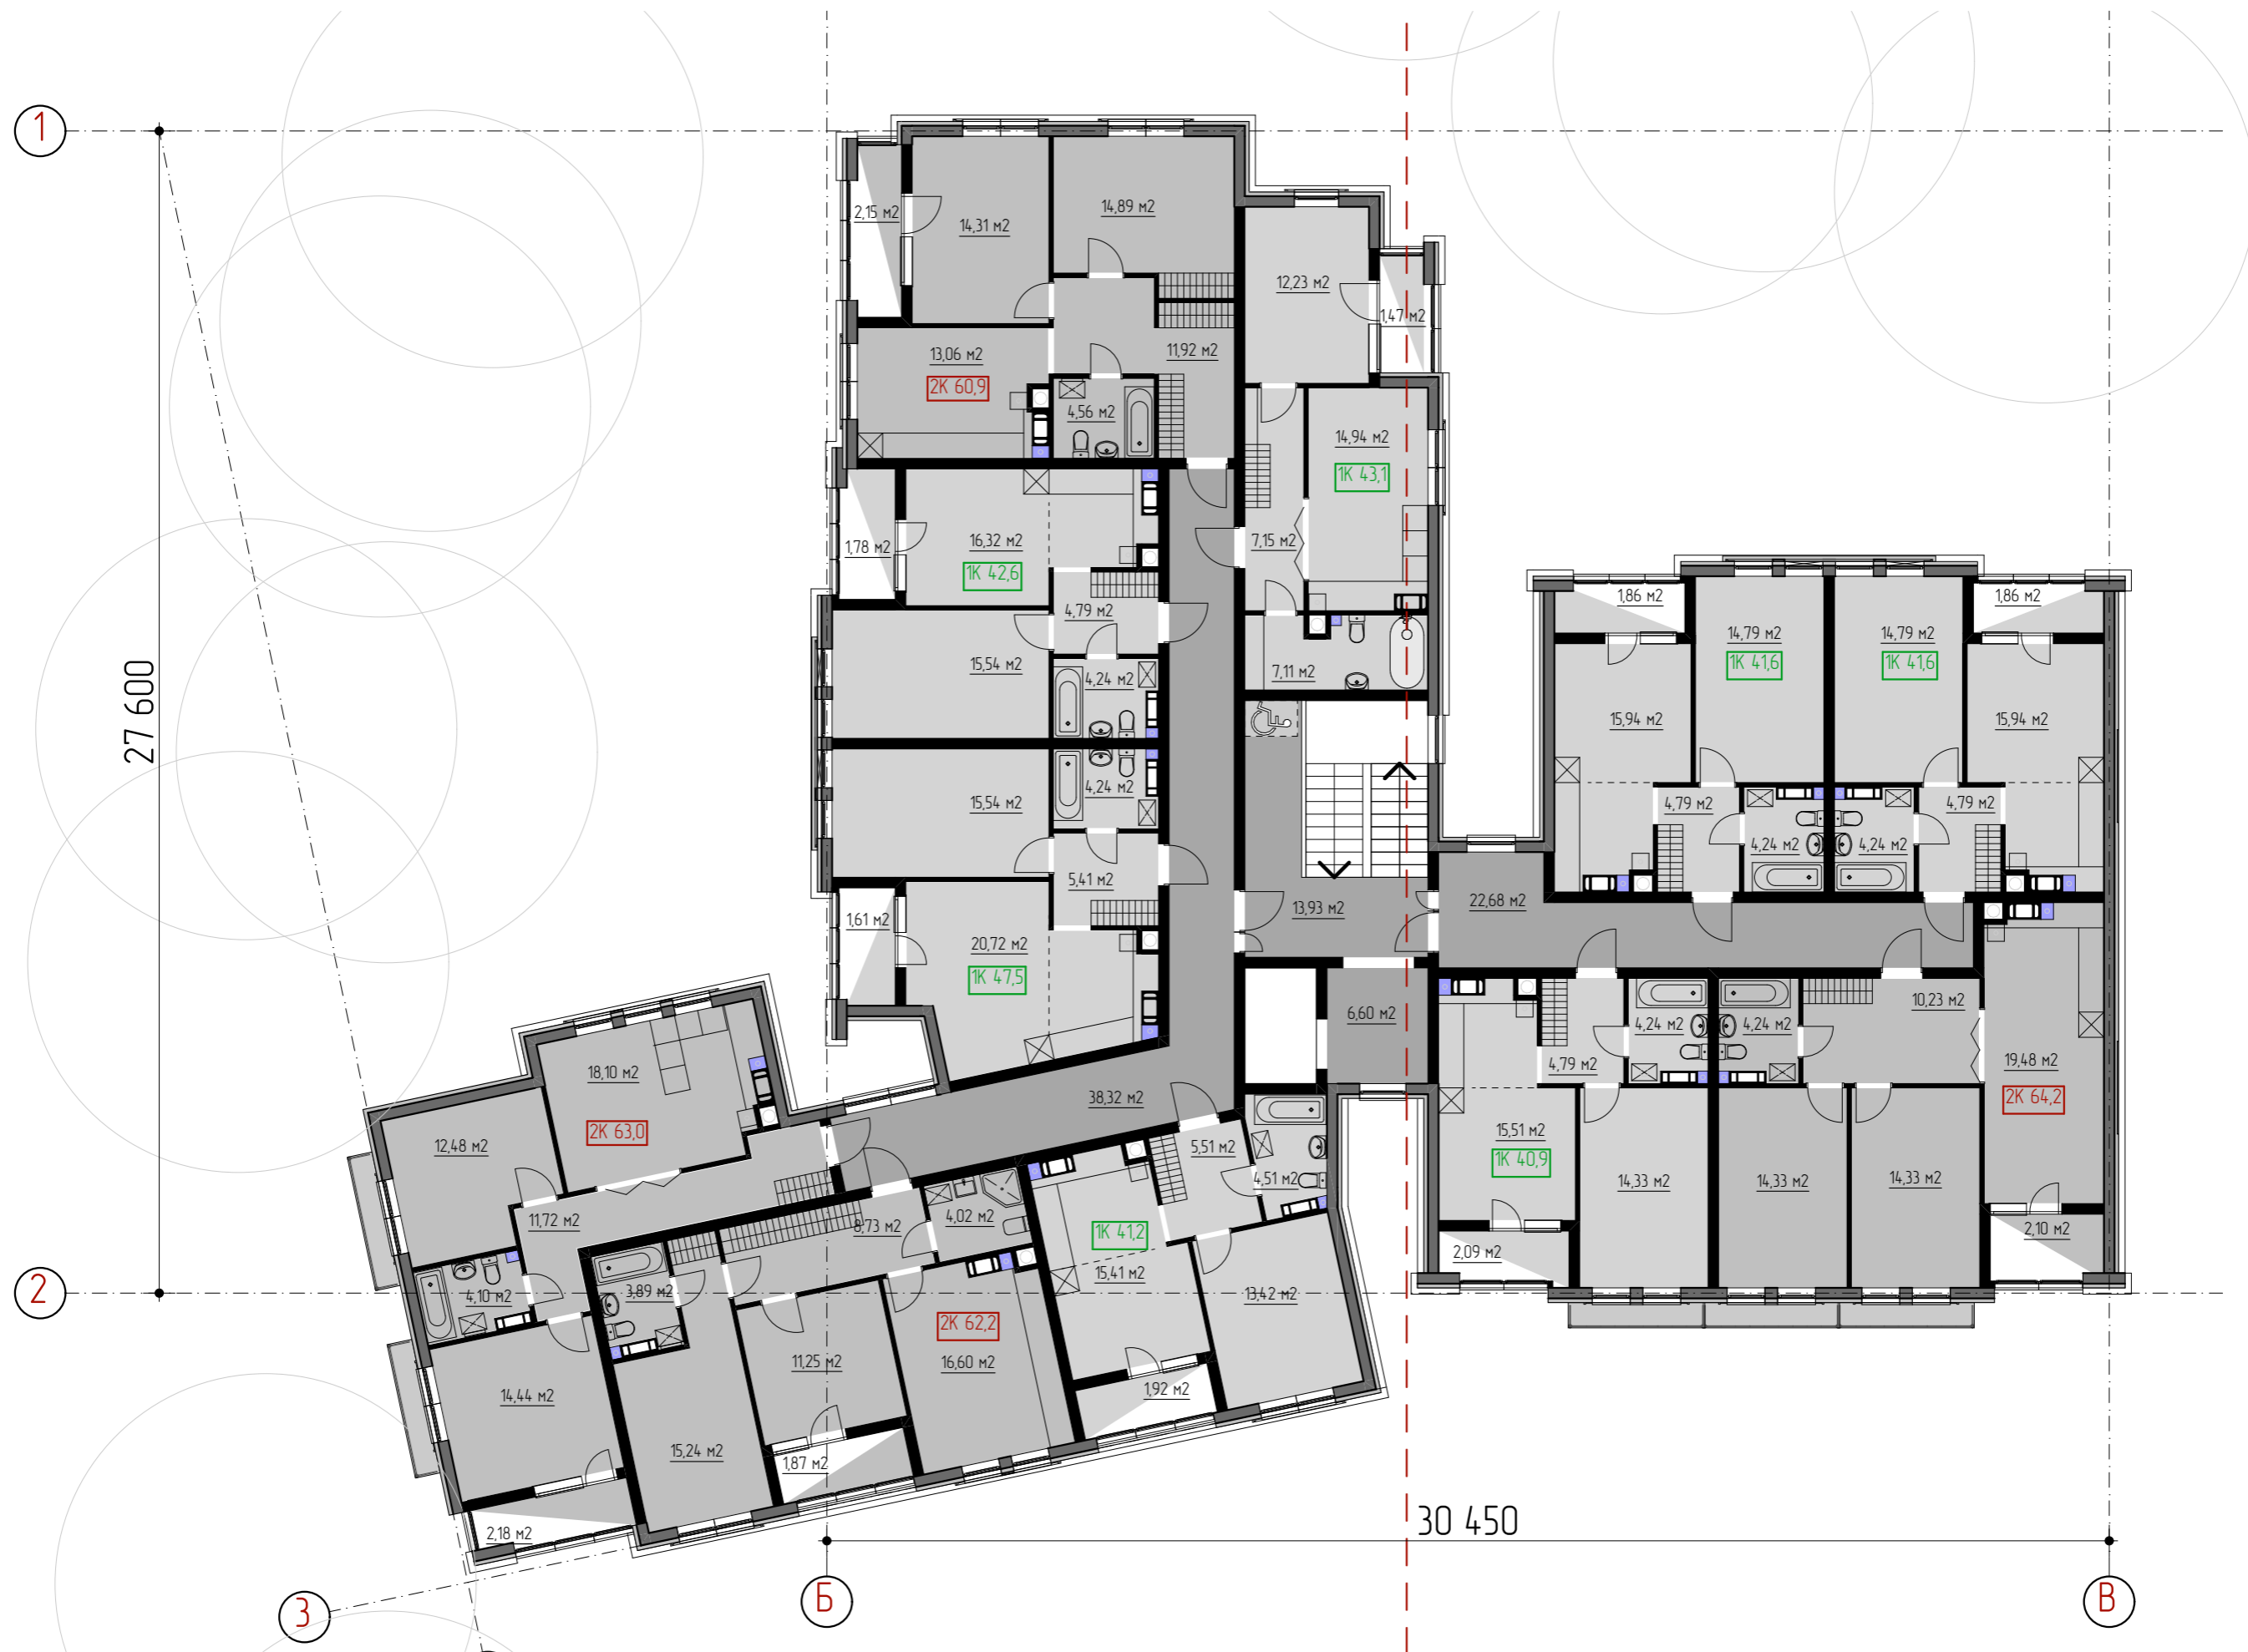 1
2,15 м2
14,31 м2
14,89 м2
12,23 м2
1,47 м2
13,06 м2
2К 60,9
11,92 м2
4,56 м2
14,94 м2
1К 43,1
1,78 м2
16,32 м2
1К 42,6
7,15 м2
4,79 м2
15,54 м2
4,24 м2
7,11 м2
27 600
15,54 м2
4,24 м2
5,41 м2
1,61 м2
20,72 м2
1К 47,5
13,93 м2
22,68 м2
6,60 м2
38,32 м2
1,86 м2
14,79 м2
1К 41,6
14,79 м2
1К 41,6
1,86 м2
15,94 м2
15,94 м2
4,79 м2
4,24 м2
4,24 м2
4,79 м2
4,24 м2
4,24 м2
10,23 м2
4,79 м2
19,48 м2
2К 64,2
15,51 м2
1К 40,9
14,33 м2
14,33 м2
14,33 м2
2,09 м2
2,10 м2
18,10 м2
2К 63,0
12,48 м2
11,72 м2
8,73 м2
4,02 м2
5,51 м2
4,51 м2
1К 41,2
15,41 м2
13,42 м2
2
4,10 м2
3,89 м2
2К 62,2
16,60 м2
11,25 м2
1,92 м2
14,44 м2
15,24 м2
1,87 м2
2,18 м2
30 450
3
Б
В